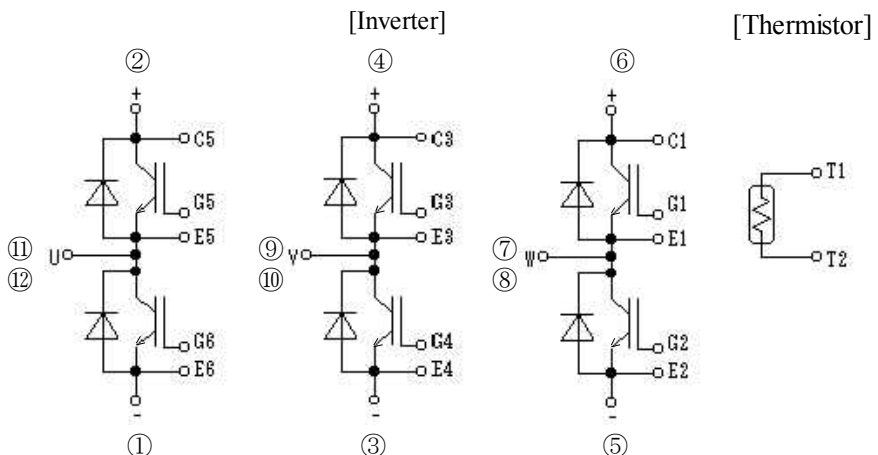 [Inverter]
[Thermistor]
② ④ ⑥
+ + +
C5 C3 C1
T1
G5 G3 G1
E5 E3 E1
⑪ U ⑨ V ⑦ W
T2
⑫ ⑩ ⑧
G6 G4 G2
E6 E4 E2
- - -
① ③ ⑤